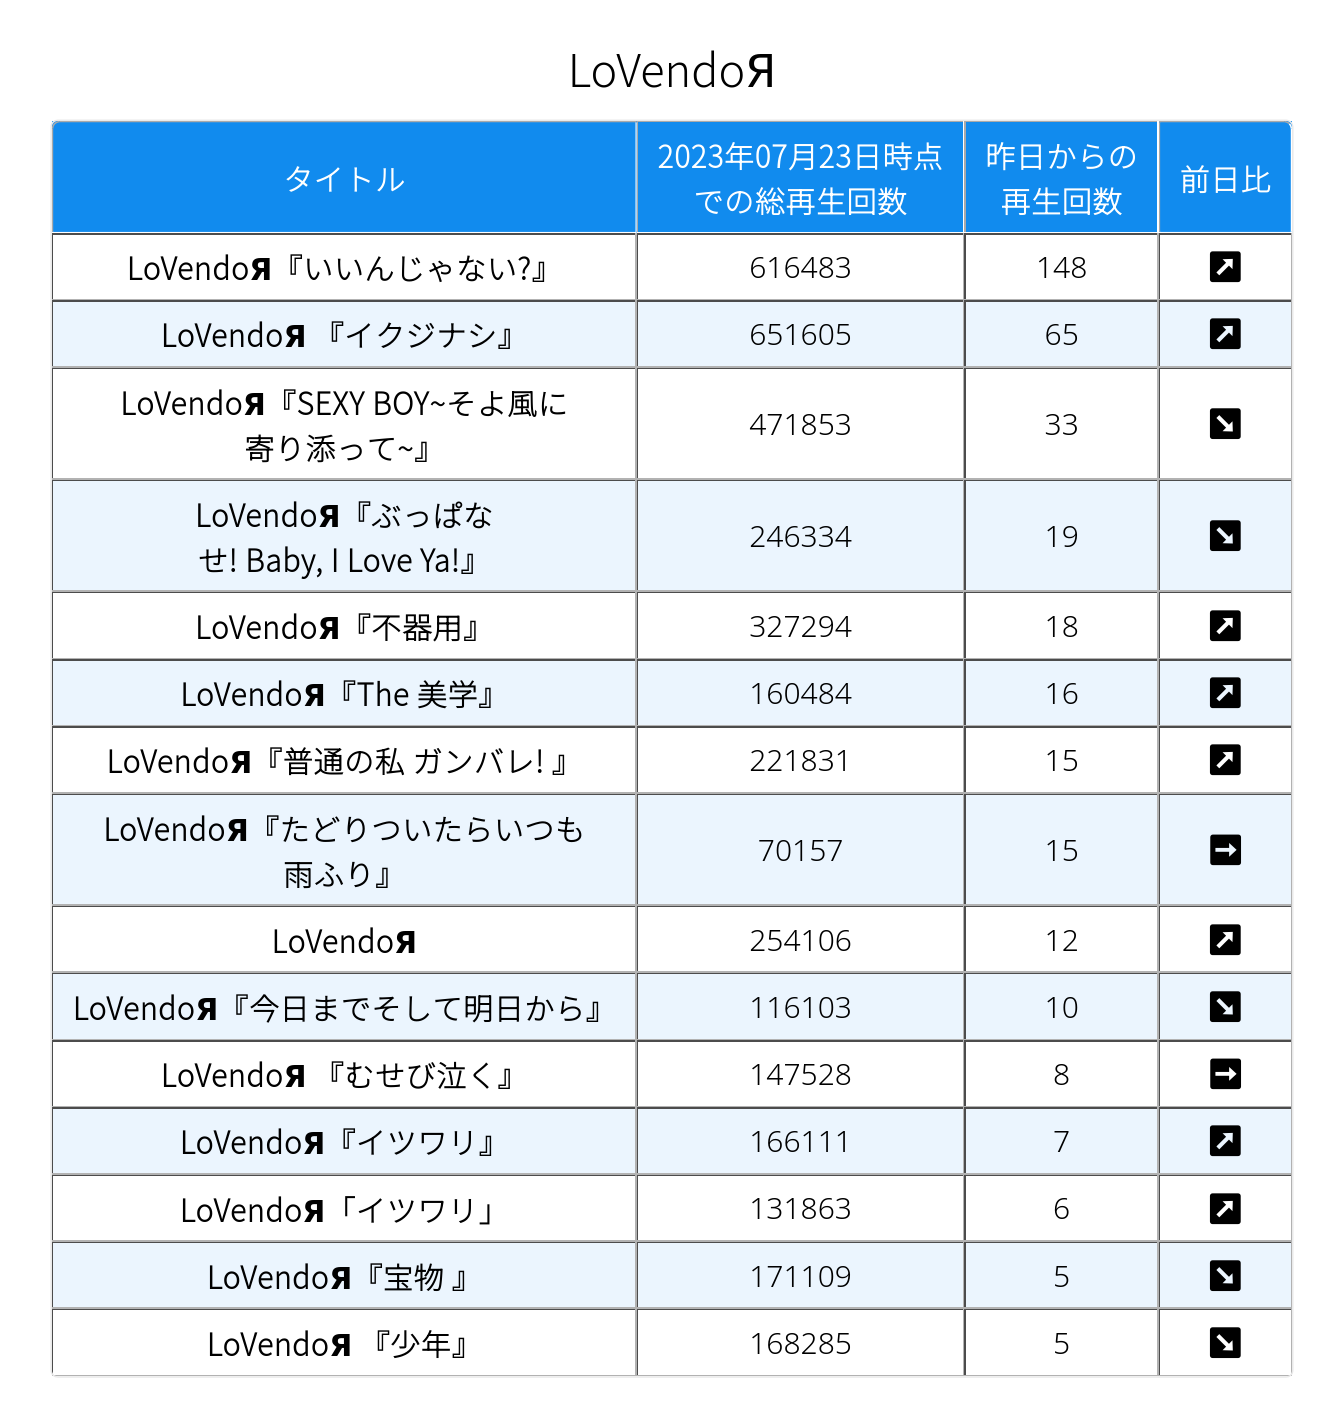 LoVendoЯ
タイトル
2023年07月23日時点
での総再生回数
昨日からの
再生回数
前日比
LoVendoЯ『いいんじゃない?』
616483
148
LoVendoЯ 『イクジナシ』
651605
65
LoVendoЯ『SEXY BOY~そよ風に
寄り添って~』
471853
33
LoVendoЯ『ぶっぱな
せ! Baby, I Love Ya!』
246334
19
LoVendoЯ『不器用』
327294
18
LoVendoЯ『The 美学』
160484
16
LoVendoЯ『普通の私 ガンバレ! 』
221831
15
LoVendoЯ『たどりついたらいつも
雨ふり』
70157
15
LoVendoЯ
254106
12
LoVendoЯ『今日までそして明日から』
116103
10
LoVendoЯ 『むせび泣く』
147528
8
LoVendoЯ『イツワリ』
166111
7
LoVendoЯ「イツワリ」
131863
6
LoVendoЯ『宝物 』
171109
5
LoVendoЯ 『少年』
168285
5